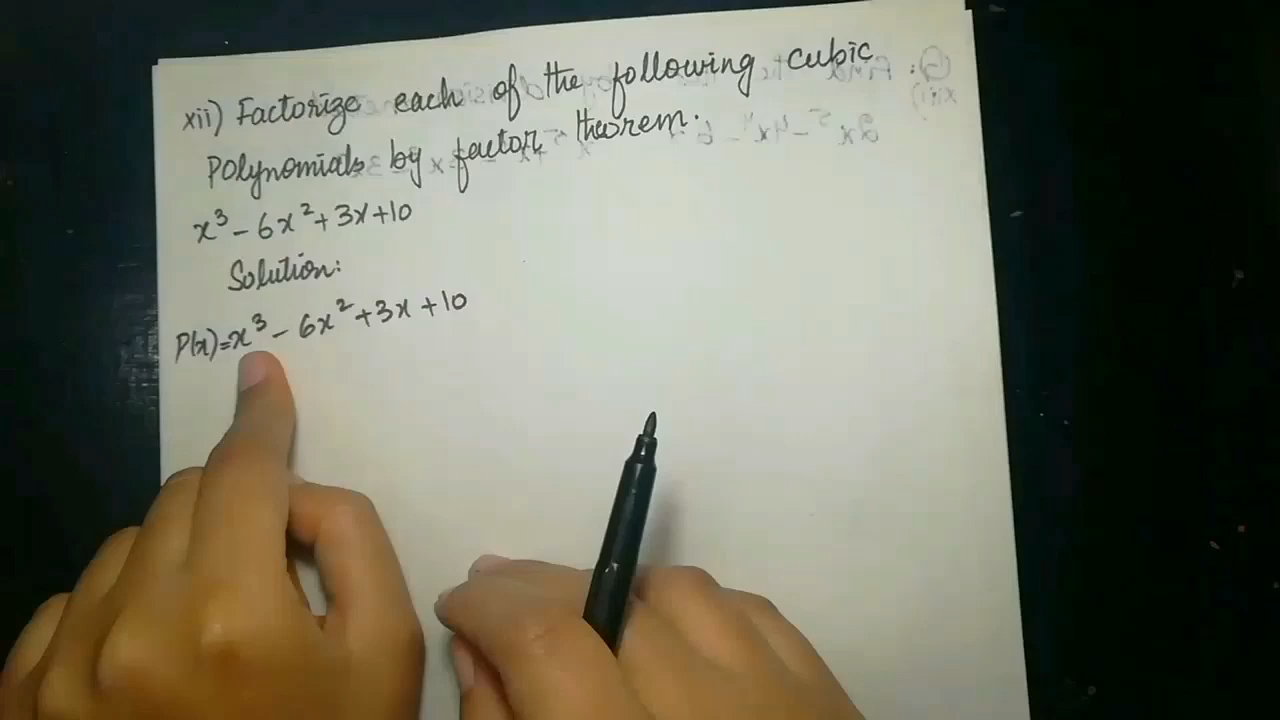 xii) Factorize each of the following cubic
Polynomials by factor theorem.
x³ - 6x² + 3x + 10
Solution:
P(x) = x³ - 6x² + 3x + 10